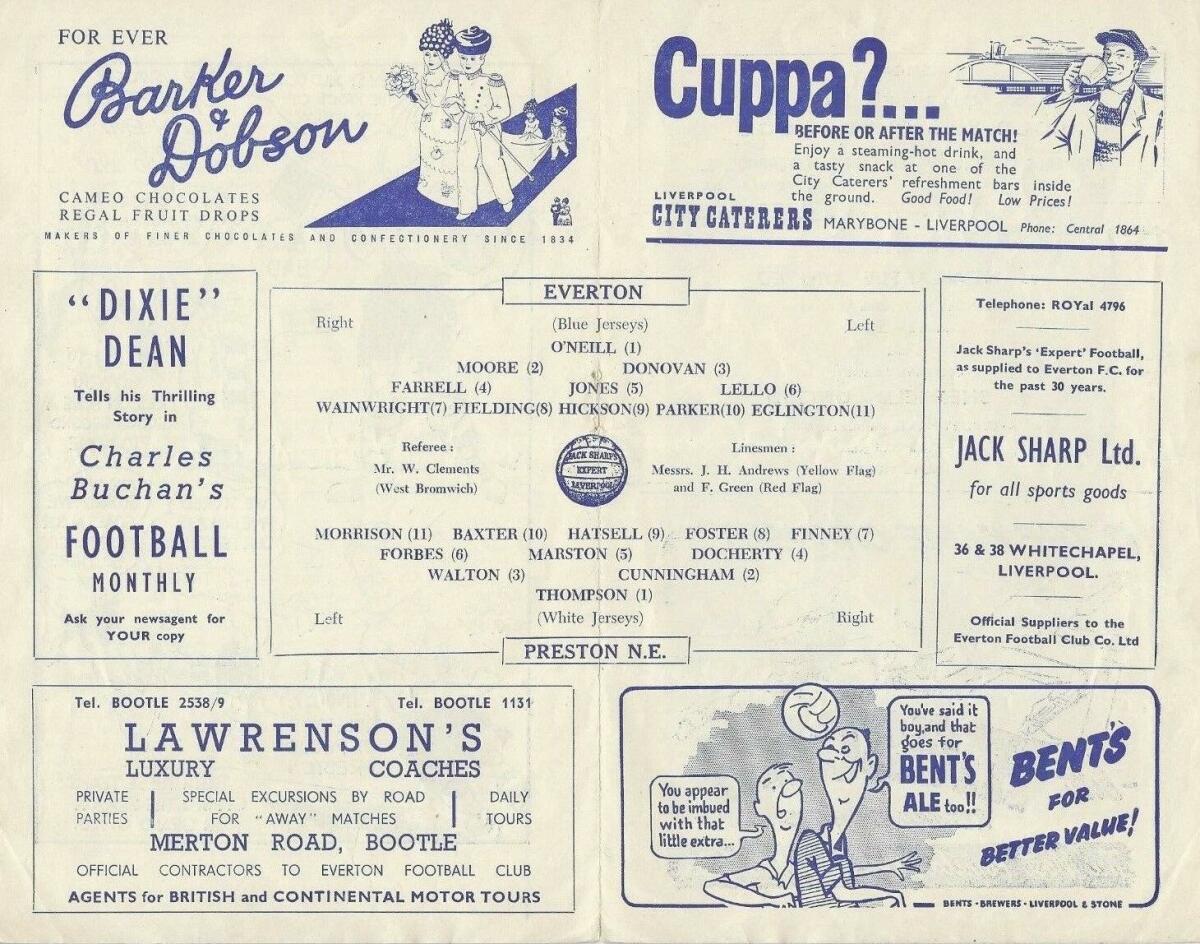 FOR EVER
Barker & Dobson
CAMEO CHOCOLATES
REGAL FRUIT DROPS
MAKERS OF FINER CHOCOLATES AND CONFECTIONERY SINCE 1834
Cuppa?...
BEFORE OR AFTER THE MATCH!
Enjoy a steaming-hot drink, and
a tasty snack at one of the
City Caterers' refreshment bars inside
the ground. Good Food! Low Prices!
LIVERPOOL
CITY CATERERS MARYBONE - LIVERPOOL Phone: Central 1864
"DIXIE"
DEAN
Tells his Thrilling
Story in
Charles
Buchan's
FOOTBALL
MONTHLY
Ask your newsagent for
YOUR copy
EVERTON
Right (Blue Jerseys) Left
O'NEILL (1)
MOORE (2) DONOVAN (3)
FARRELL (4) JONES (5) LELLO (6)
WAINWRIGHT(7) FIELDING(8) HICKSON(9) PARKER(10) EGLINGTON(11)
Referee :
Mr. W. Clements
(West Bromwich)
JACK SHARP'S
EXPERT
LIVERPOOL
Linesmen :
Messrs. J. H. Andrews (Yellow Flag)
and F. Green (Red Flag)
MORRISON (11) BAXTER (10) HATSELL (9) FOSTER (8) FINNEY (7)
FORBES (6) MARSTON (5) DOCHERTY (4)
WALTON (3) CUNNINGHAM (2)
THOMPSON (1)
Left (White Jerseys) Right
PRESTON N.E.
Telephone: ROYal 4796
Jack Sharp's 'Expert' Football,
as supplied to Everton F.C. for
the past 30 years.
JACK SHARP Ltd.
for all sports goods
36 & 38 WHITECHAPEL,
LIVERPOOL.
Official Suppliers to the
Everton Football Club Co. Ltd
Tel. BOOTLE 2538/9 Tel. BOOTLE 1131
LAWRENSON'S
LUXURY COACHES
PRIVATE SPECIAL EXCURSIONS BY ROAD DAILY
PARTIES FOR "AWAY" MATCHES TOURS
MERTON ROAD, BOOTLE
OFFICIAL CONTRACTORS TO EVERTON FOOTBALL CLUB
AGENTS for BRITISH and CONTINENTAL MOTOR TOURS
You appear
to be imbued
with that
little extra...
You've said it
boy, and that
goes for
BENT'S
ALE too!!
BENT'S
FOR
BETTER VALUE!
BENTS · BREWERS · LIVERPOOL & STONE